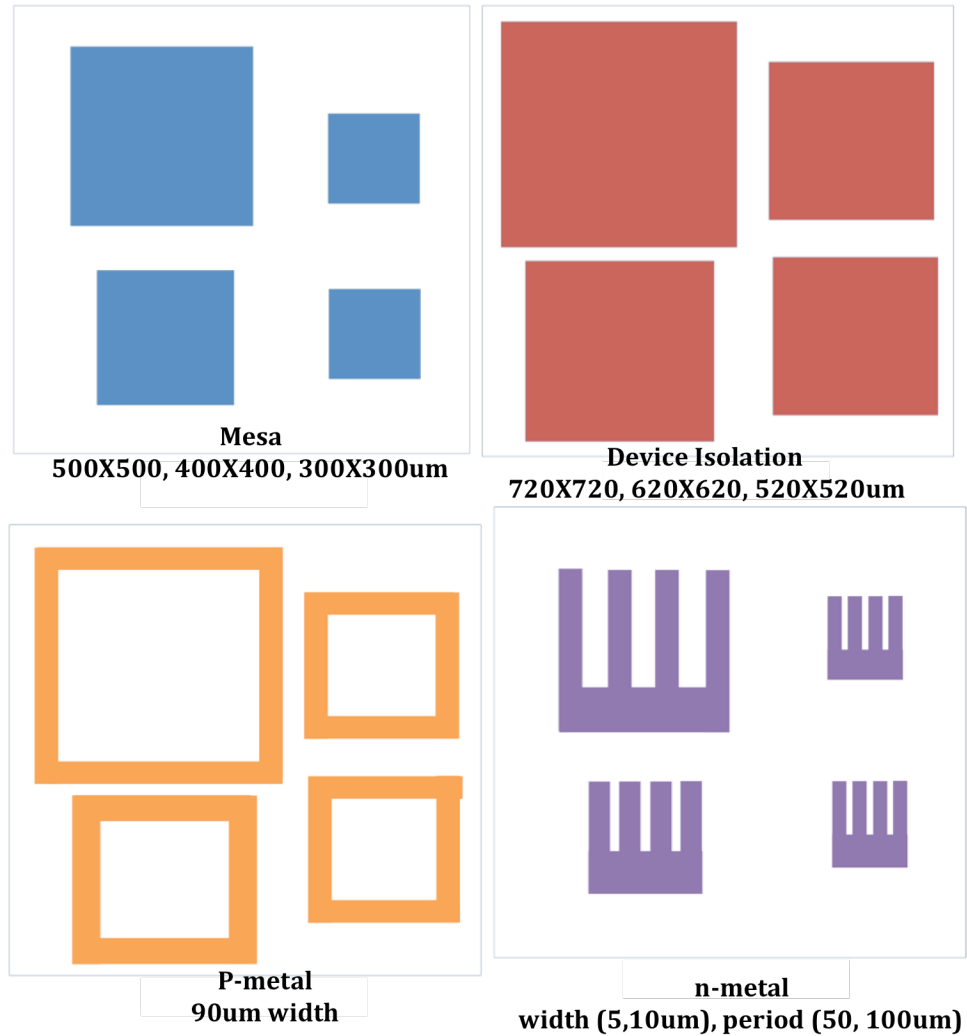 Mesa
500X500, 400X400, 300X300um
Device Isolation
720X720, 620X620, 520X520um
P-metal
90um width
n-metal
width (5,10um), period (50, 100um)